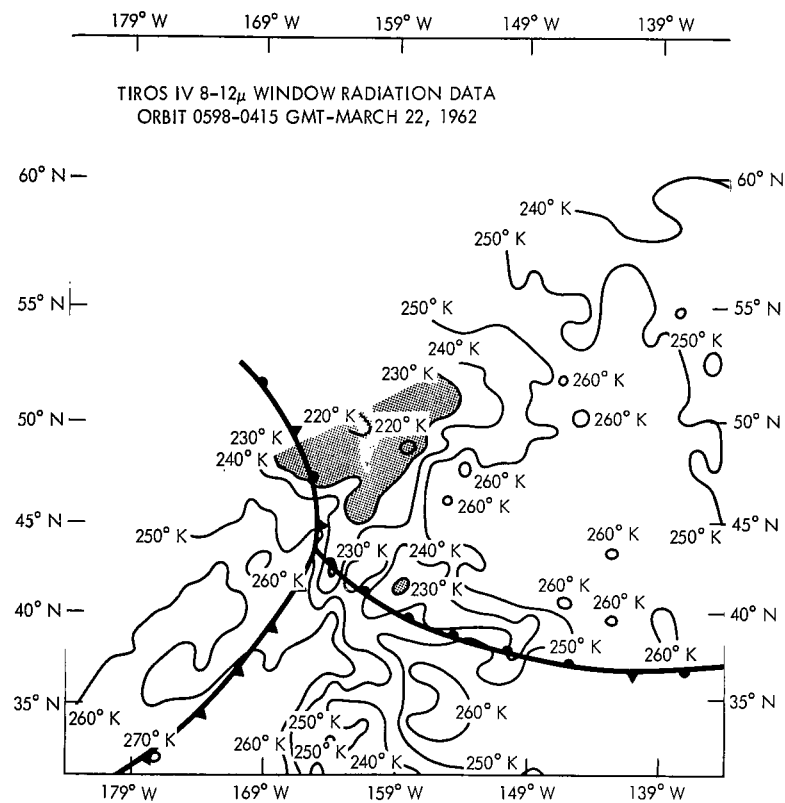 179° W 169° W 159° W 149° W 139° W
TIROS IV 8-12μ WINDOW RADIATION DATA
ORBIT 0598-0415 GMT-MARCH 22, 1962
60° N 60° N
240° K
250° K
55° N 250° K 55° N
250° K
240° K
230° K 260° K
50° N 220° K 220° K 260° K 50° N
230° K
240° K
260° K
45° N 250° K 250° K 45° N
230° K 240° K 260° K
260° K 230° K
40° N 260° K 260° K 40° N
250° K 260° K
35° N 35° N
260° K 250° K 260° K
270° K 260° K 250° K 240° K 250° K
179° W 169° W 159° W 149° W 139° W